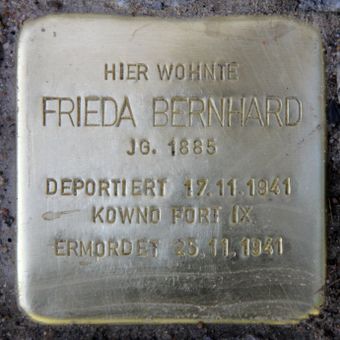 HIER WOHNTE
FRIEDA BERNHARD
JG. 1885
DEPORTIERT 17.11.1941
KOWNO FORT IX
ERMORDET 25.11.1941